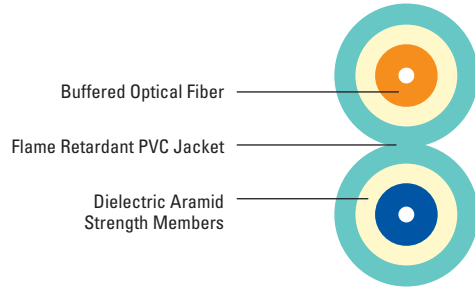 Buffered Optical Fiber
Flame Retardant PVC Jacket
Dielectric Aramid
Strength Members